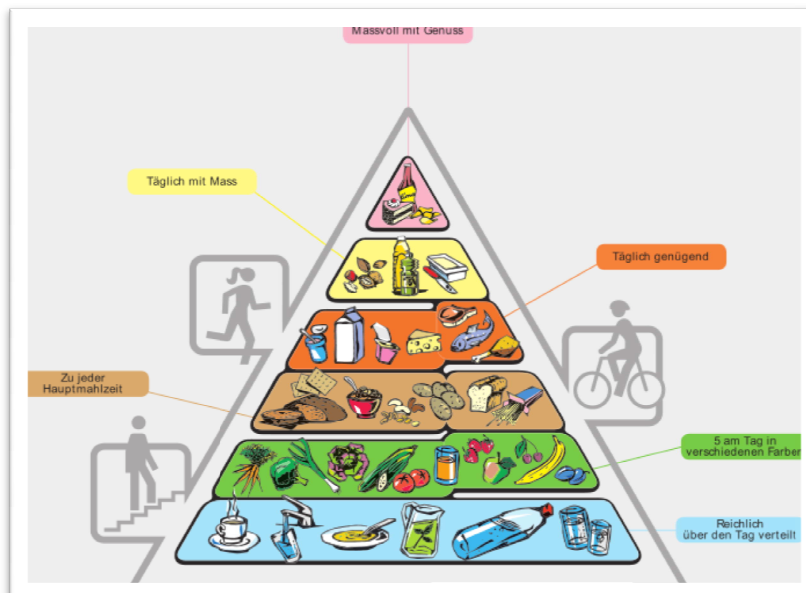 Massvoll mit Genuss
Täglich mit Mass
Täglich genügend
Zu jeder
Hauptmahlzeit
5 am Tag in
verschiedenen Farben
Reichlich
über den Tag verteilt